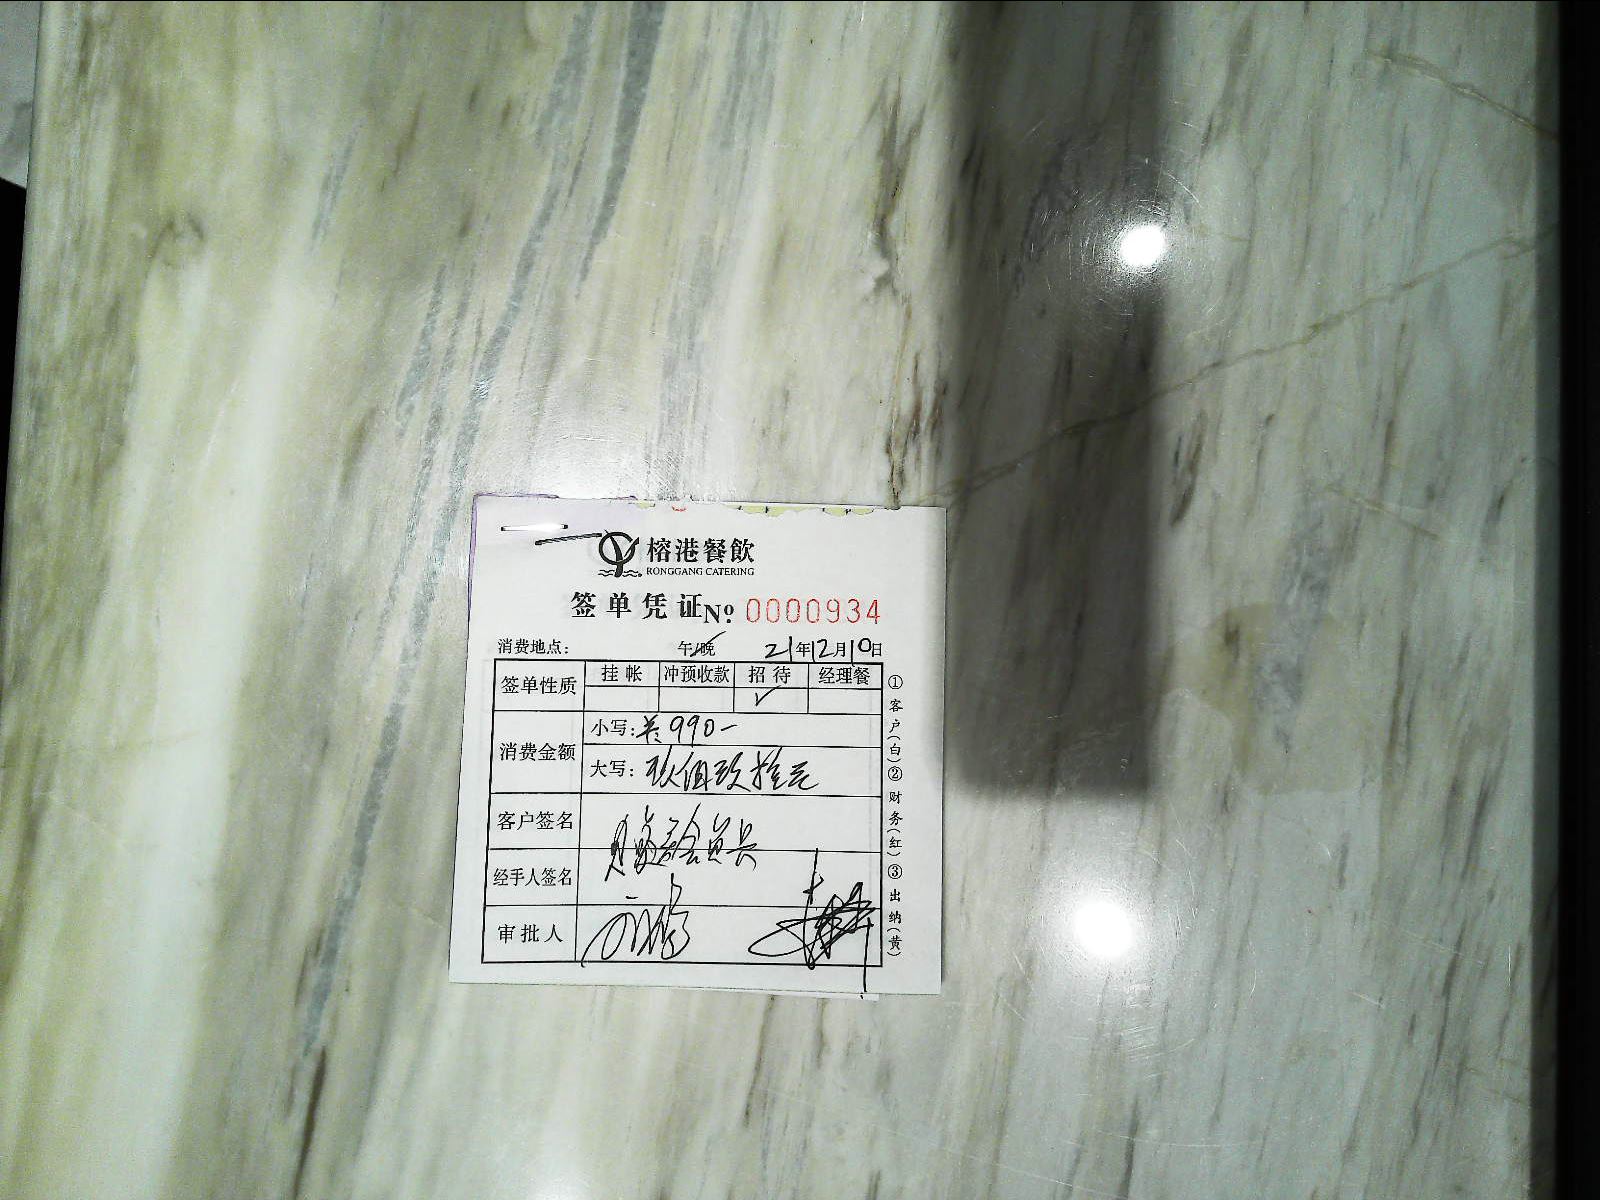 榕港餐飲
RONGGANG CATERING
签单凭证 №: 0000934
消费地点: 午/晚✓ 21年12月10日
签单性质 挂帐 冲预收款 招待 经理餐
✓
消费金额 小写:¥ 990-
大写: 玖佰玖拾元
客户签名
经手人签名
审批人
①客户(白)②财务(红)③出纳(黄)